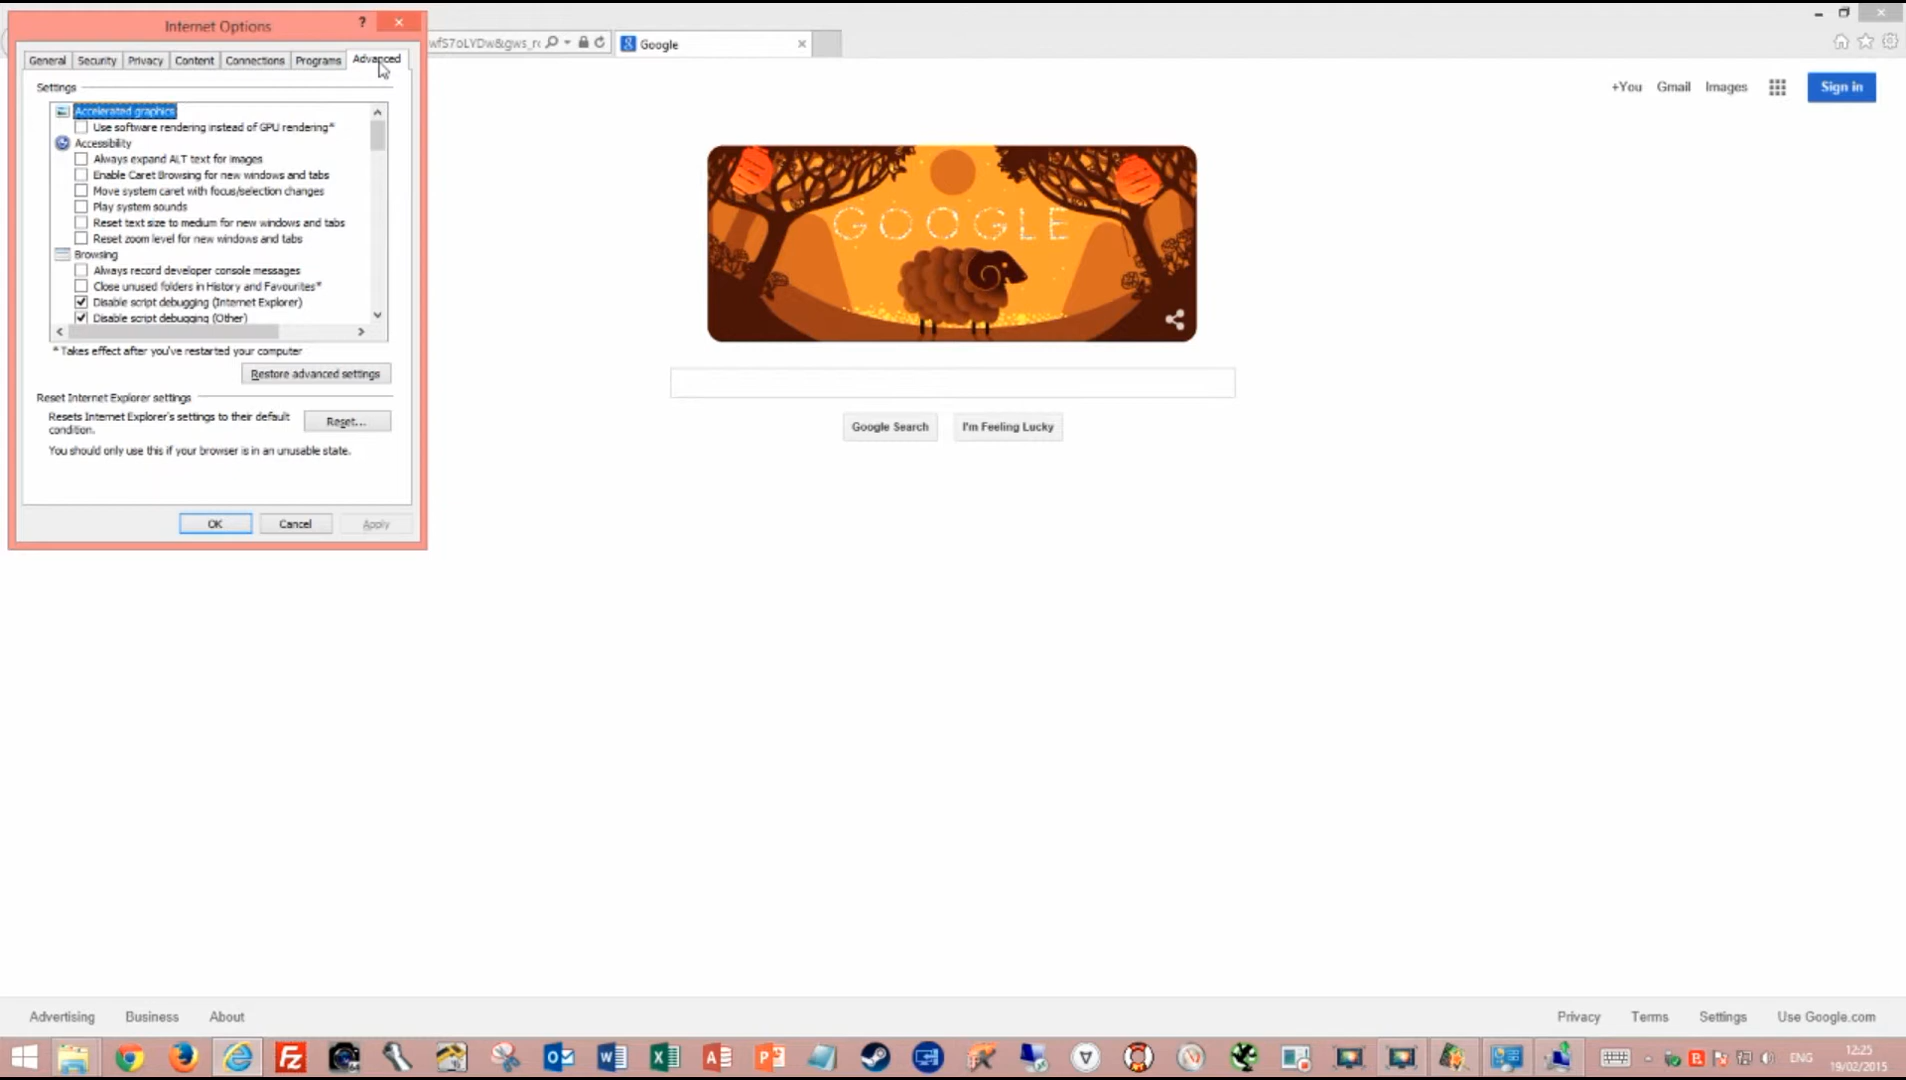 Internet Options
?
wfS7oLYDw&gws_rc
Google
General
Security
Privacy
Content
Connections
Programs
Advanced
Settings
Accelerated graphics
Use software rendering instead of GPU rendering*
Accessibility
Always expand ALT text for images
Enable Caret Browsing for new windows and tabs
Move system caret with focus/selection changes
Play system sounds
Reset text size to medium for new windows and tabs
Reset zoom level for new windows and tabs
Browsing
Always record developer console messages
Close unused folders in History and Favourites*
Disable script debugging (Internet Explorer)
Disable script debugging (Other)
*Takes effect after you've restarted your computer
Restore advanced settings
Reset Internet Explorer settings
Resets Internet Explorer's settings to their default
condition.
Reset...
You should only use this if your browser is in an unusable state.
OK
Cancel
Apply
+You
Gmail
Images
Sign in
GOOGLE
Google Search
I'm Feeling Lucky
Advertising
Business
About
Privacy
Terms
Settings
Use Google.com
ENG
12:25
19/02/2015